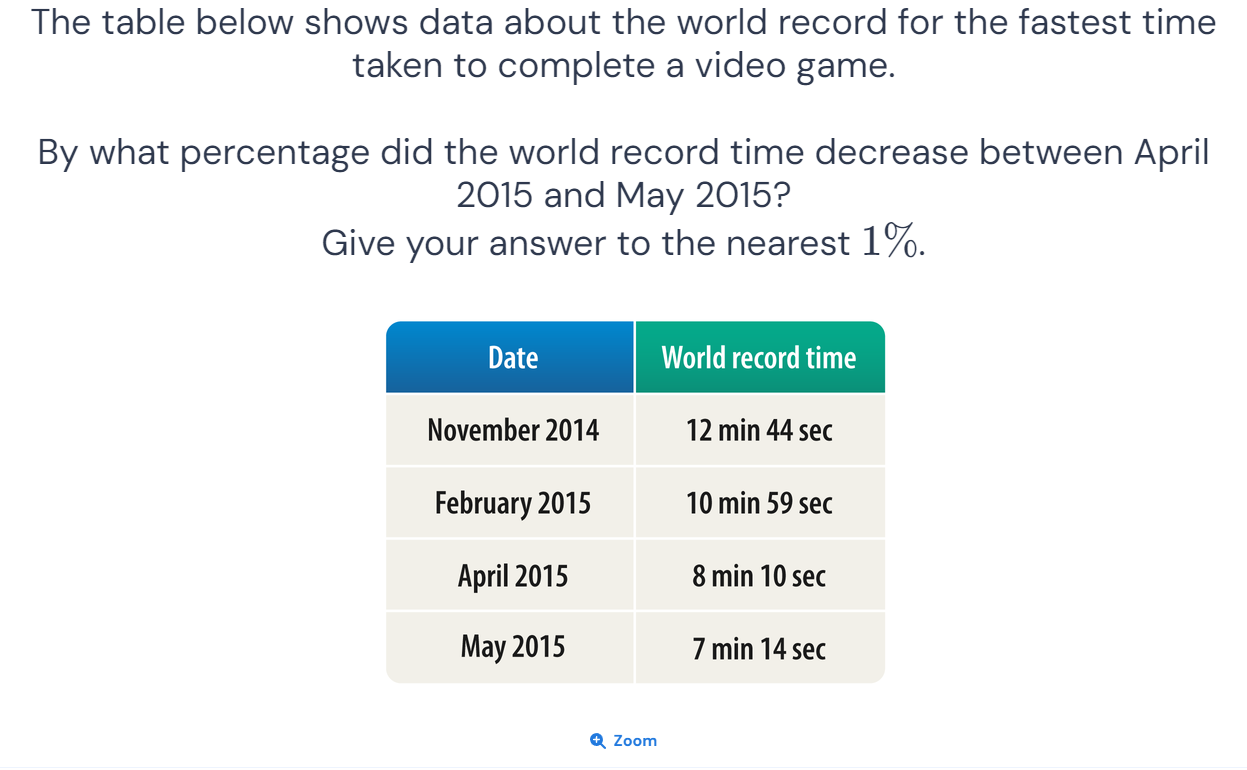 The table below shows data about the world record for the fastest time
taken to complete a video game.
By what percentage did the world record time decrease between April
2015 and May 2015?
Give your answer to the nearest 1%.
Date World record time
November 2014 12 min 44 sec
February 2015 10 min 59 sec
April 2015 8 min 10 sec
May 2015 7 min 14 sec
Zoom